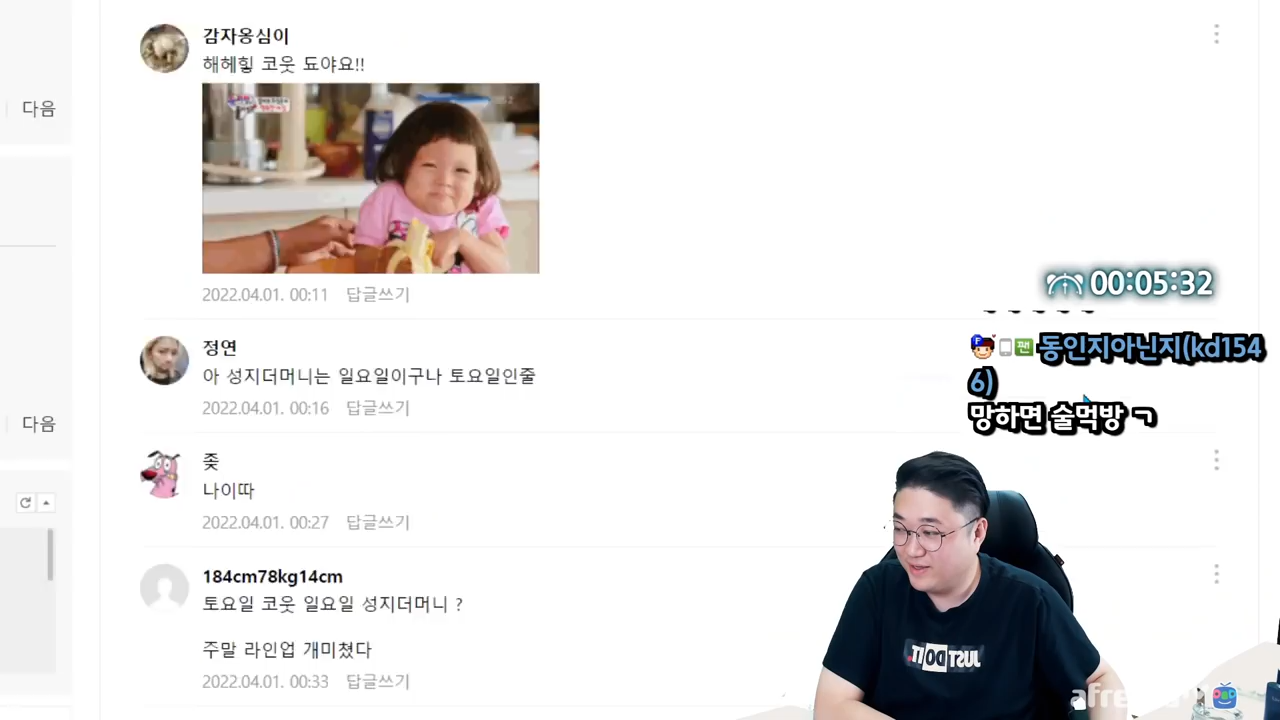 감자옹심이
해헤힣 코웃 됴야요!!
2022.04.01. 00:11 답글쓰기
다음
정연
아 성지더머니는 일요일이구나 토요일인줄
2022.04.01. 00:16 답글쓰기
다음
좆
나이따
2022.04.01. 00:27 답글쓰기
184cm78kg14cm
토요일 코웃 일요일 성지더머니 ?
주말 라인업 개미쳤다
2022.04.01. 00:33 답글쓰기
00:05:32
동인지아닌지(kd154
6)
망하면 술먹방 ㄱ
JUST DO IT.